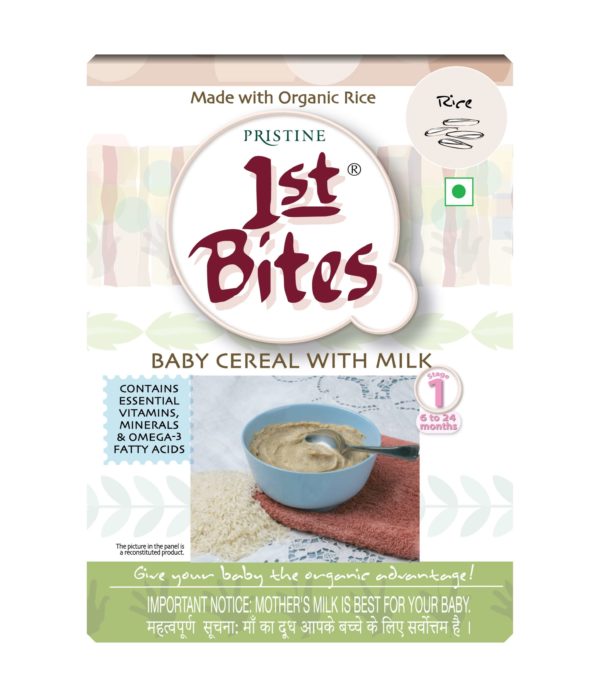 Made with Organic Rice
Rice
PRISTINE
1st®
Bites
BABY CEREAL WITH MILK
Stage
1
6 to 24
months
CONTAINS
ESSENTIAL
VITAMINS,
MINERALS
& OMEGA-3
FATTY ACIDS
The picture in the panel is
a reconstituted product.
Give your baby the organic advantage!
IMPORTANT NOTICE: MOTHER'S MILK IS BEST FOR YOUR BABY.
महत्वपूर्ण सूचना: माँ का दूध आपके बच्चे के लिए सर्वोत्तम है ।